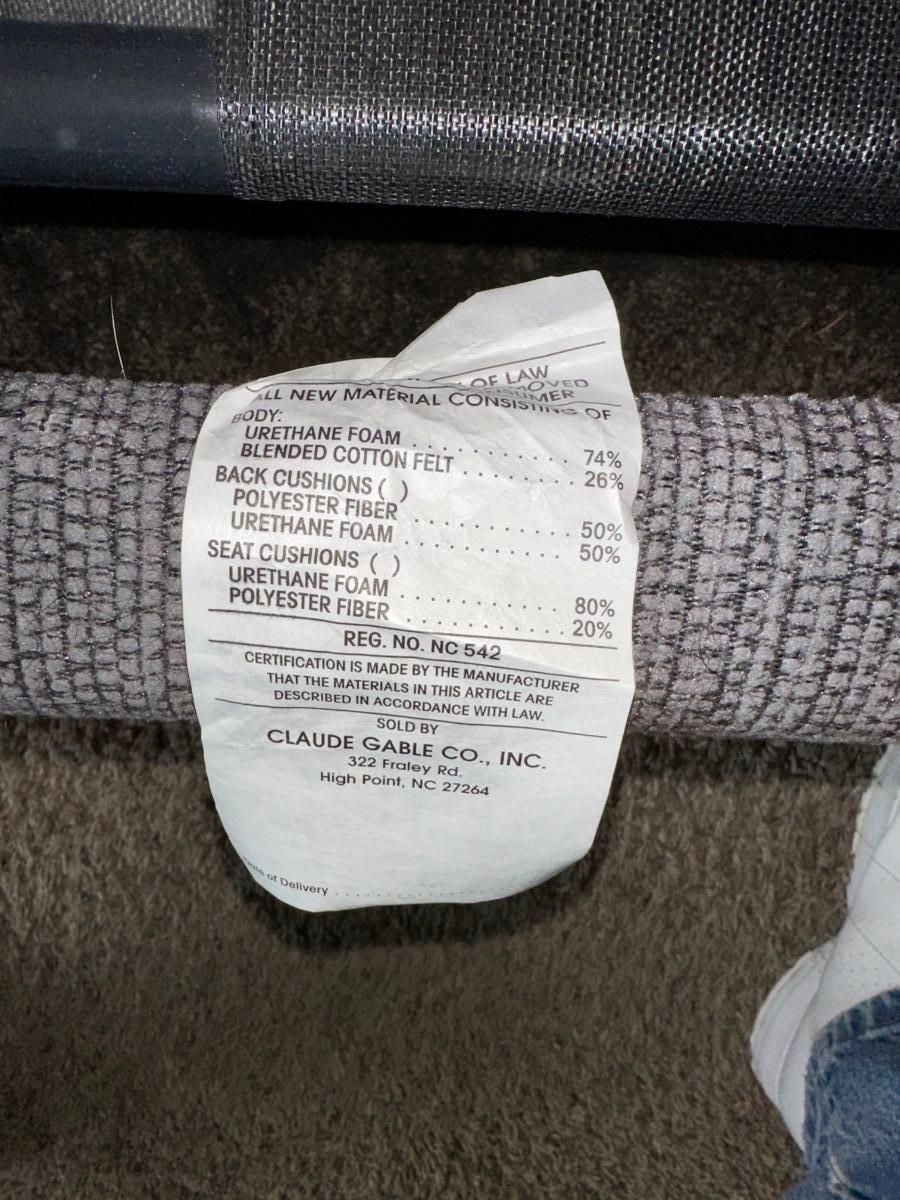 OF LAW
MOVED
SUMER
ALL NEW MATERIAL CONSISTING OF
BODY:
URETHANE FOAM . . . . . . . . . . 74%
BLENDED COTTON FELT . . . . . . . . . 26%
BACK CUSHIONS ( )
POLYESTER FIBER . . . . . . . . . . 50%
URETHANE FOAM . . . . . . . . . . 50%
SEAT CUSHIONS ( )
URETHANE FOAM . . . . . . . . . . 80%
POLYESTER FIBER . . . . . . . . . . 20%
REG. NO. NC 542
CERTIFICATION IS MADE BY THE MANUFACTURER
THAT THE MATERIALS IN THIS ARTICLE ARE
DESCRIBED IN ACCORDANCE WITH LAW.
SOLD BY
CLAUDE GABLE CO., INC.
322 Fraley Rd.
High Point, NC 27264
Date of Delivery . . . . . . . . . . . . . . . . . .